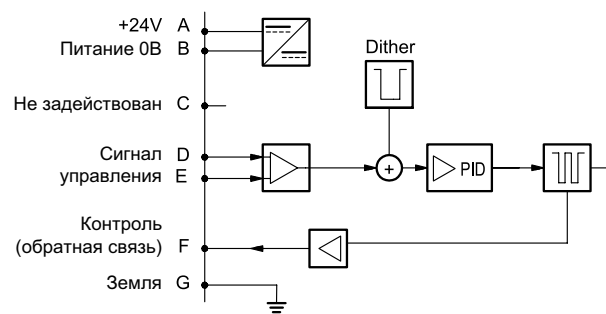 +24V A
Питание 0В B
Dither
Не задействован C
Сигнал D
управления E
+
PID
Контроль
(обратная связь) F
Земля G